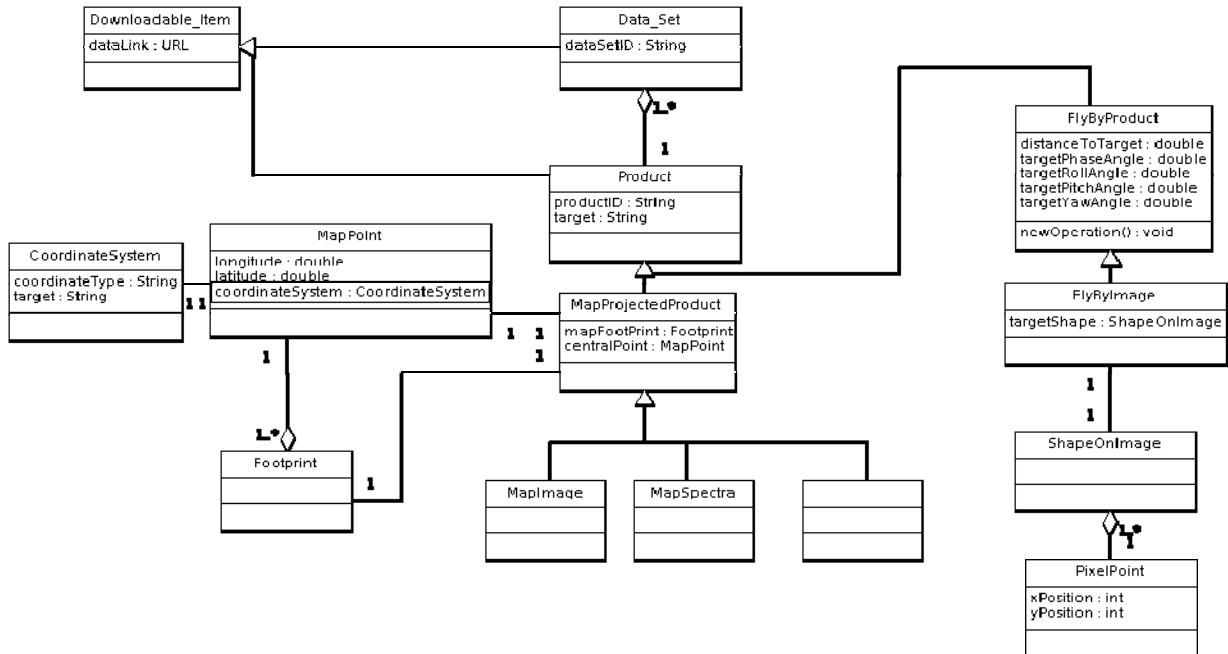 Downloadable_Item
dataLink : URL
Data_Set
dataSetID : String
1..*
1
Product
productID : String
target : String
FlyByProduct
distanceToTarget : double
targetPhaseAngle : double
targetRollAngle : double
targetPitchAngle : double
targetYawAngle : double
newOperation() : void
CoordinateSystem
coordinateType : String
target : String
1 1
MapPoint
longitude : double
latitude : double
coordinateSystem : CoordinateSystem
1 1
1
MapProjectedProduct
mapFootPrint : Footprint
centralPoint : MapPoint
FlyByImage
targetShape : ShapeOnImage
1
1
1
1..*
Footprint
1
MapImage
MapSpectra
ShapeOnImage
1..*
1
PixelPoint
xPosition : int
yPosition : int